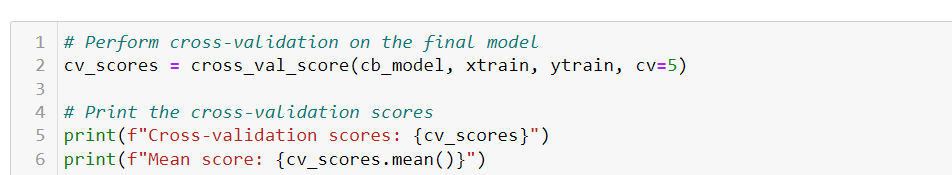 1 # Perform cross-validation on the final model
2 cv_scores = cross_val_score(cb_model, xtrain, ytrain, cv=5)
3
4 # Print the cross-validation scores
5 print(f"Cross-validation scores: {cv_scores}")
6 print(f"Mean score: {cv_scores.mean()}")